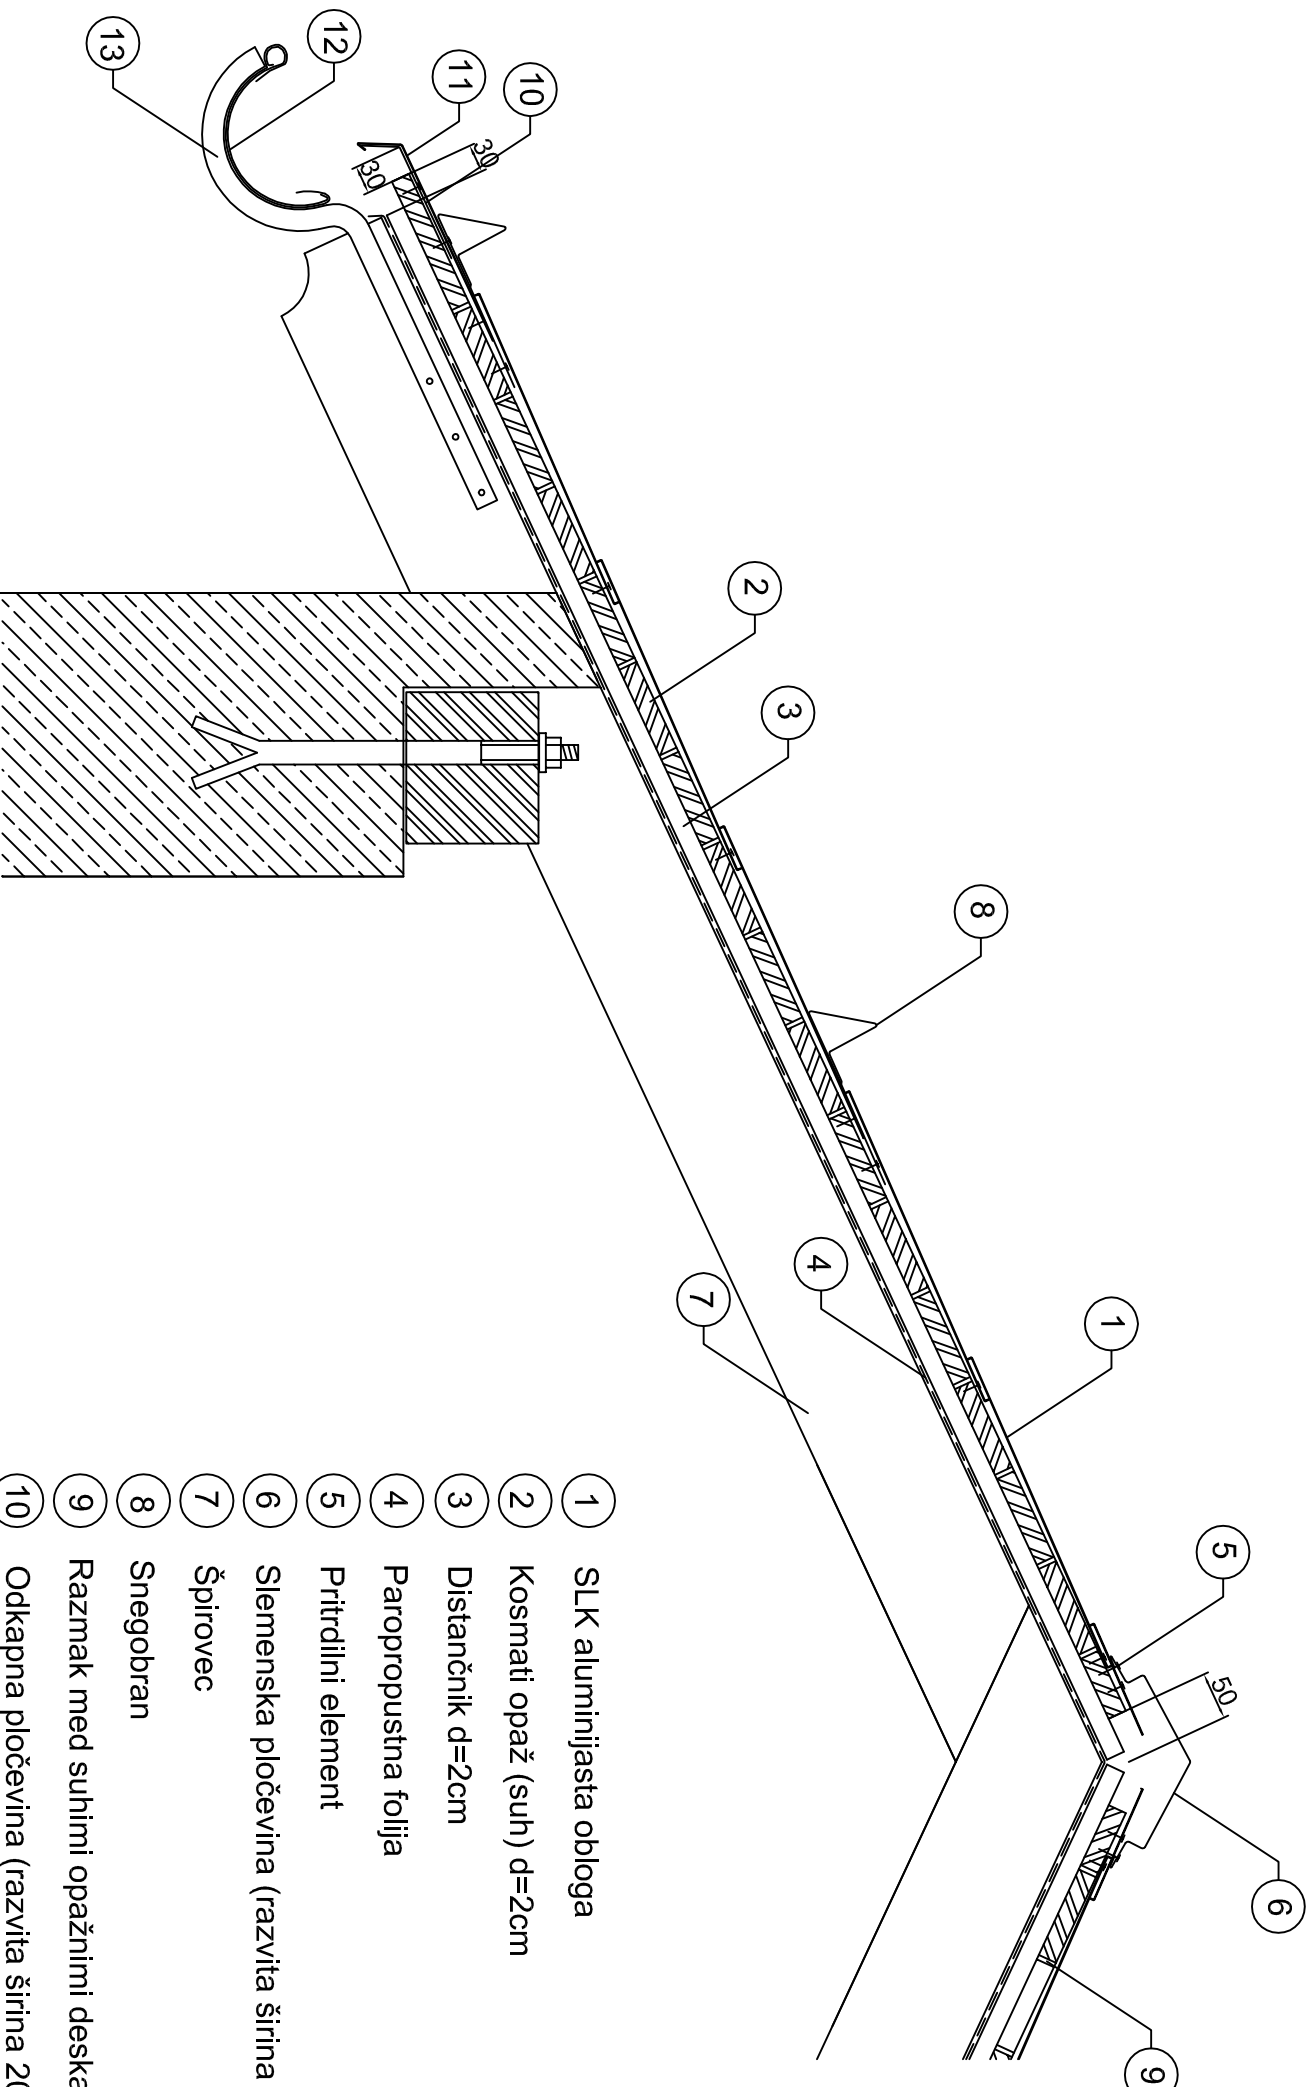 13
12
11
10
30
30
2
3
8
4
7
1
5
50
6
9
1 SLK aluminijasta obloga
2 Kosmati opaž (suh) d=2cm
3 Distančnik d=2cm
4 Paropropustna folija
5 Pritrdilni element
6 Slemenska pločevina (razvita širina
7 Špirovec
8 Snegobran
9 Razmak med suhimi opažnimi deska
10 Odkapna pločevina (razvita širina